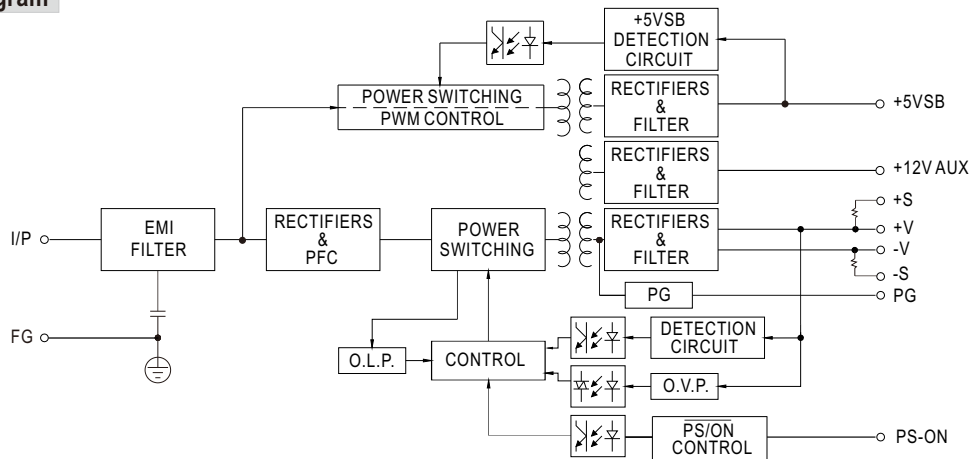 gram
+5VSB
DETECTION
CIRCUIT
POWER SWITCHING
PWM CONTROL
RECTIFIERS
&
FILTER
+5VSB
RECTIFIERS
&
FILTER
+12V AUX
I/P
EMI
FILTER
RECTIFIERS
&
PFC
POWER
SWITCHING
RECTIFIERS
&
FILTER
+S
+V
-V
-S
PG
PG
FG
O.L.P.
CONTROL
DETECTION
CIRCUIT
O.V.P.
PS/ON
CONTROL
PS-ON